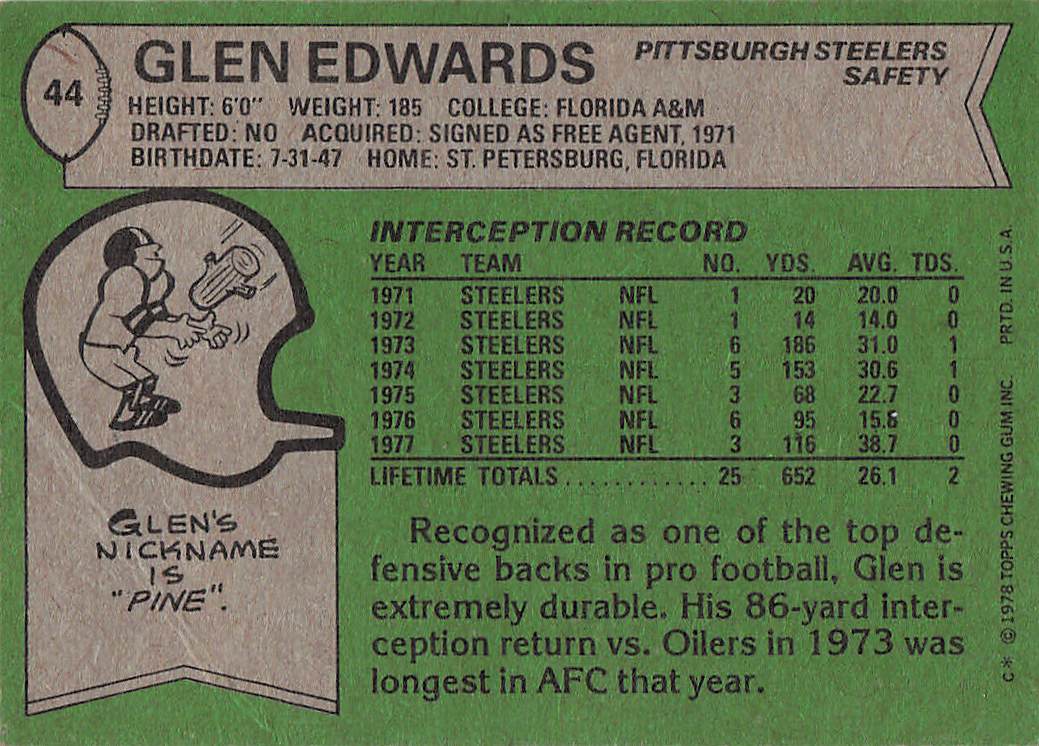 44
GLEN EDWARDS
PITTSBURGH STEELERS
SAFETY
HEIGHT: 6'0" WEIGHT: 185 COLLEGE: FLORIDA A&M
DRAFTED: NO ACQUIRED: SIGNED AS FREE AGENT, 1971
BIRTHDATE: 7-31-47 HOME: ST. PETERSBURG, FLORIDA
INTERCEPTION RECORD
YEAR TEAM NO. YDS. AVG. TDS.
1971 STEELERS NFL 1 20 20.0 0
1972 STEELERS NFL 1 14 14.0 0
1973 STEELERS NFL 6 186 31.0 1
1974 STEELERS NFL 5 153 30.6 1
1975 STEELERS NFL 3 68 22.7 0
1976 STEELERS NFL 6 95 15.8 0
1977 STEELERS NFL 3 116 38.7 0
LIFETIME TOTALS............ 25 652 26.1 2
GLEN'S
NICKNAME
IS
"PINE".
Recognized as one of the top de-
fensive backs in pro football, Glen is
extremely durable. His 86-yard inter-
ception return vs. Oilers in 1973 was
longest in AFC that year.
C* © 1978 TOPPS CHEWING GUM INC. PRTD. IN U.S.A.